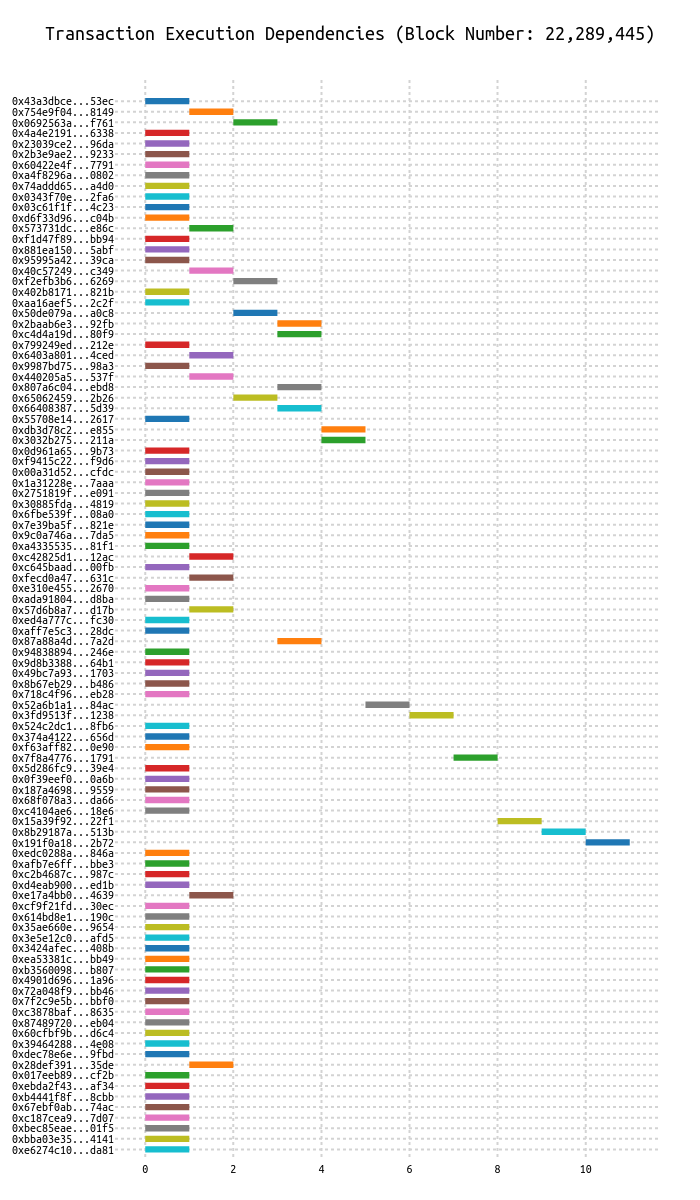 Transaction Execution Dependencies (Block Number: 22,289,445)
0x43a3dbce...53ec
0x754e9f04...8149
0x0692563a...f761
0x4a4e2191...6338
0x23039ce2...96da
0x2b3e9ae2...9233
0x60422e4f...7791
0xa4f8296a...0802
0x74addd65...a4d0
0x0343f70e...2fa6
0x03c61f1f...4c23
0xd6f33d96...c04b
0x573731dc...e86c
0xf1d47f89...bb94
0x881ea150...5abf
0x95995a42...39ca
0x40c57249...c349
0xf2efb3b6...6269
0x402b8171...821b
0xaa16aef5...2c2f
0x50de079a...a0c8
0x2baab6e3...92fb
0xc4d4a19d...80f9
0x799249ed...212e
0x6403a801...4ced
0x9987bd75...98a3
0x440205a5...537f
0x807a6c04...ebd8
0x65062459...2b26
0x66408387...5d39
0x55708e14...2617
0xdb3d78c2...e855
0x3032b275...211a
0x0d961a65...9b73
0xf9415c22...f9d6
0x00a31d52...cfdc
0x1a31228e...7aaa
0x2751819f...e091
0x30885fda...4819
0x6fbe539f...08a0
0x7e39ba5f...821e
0x9c0a746a...7da5
0xa4335535...81f1
0xc42825d1...12ac
0xc645baad...00fb
0xfecd0a47...631c
0xe310e455...2670
0xada91804...d8ba
0x57d6b8a7...d17b
0xed4a777c...fc30
0xaff7e5c3...28dc
0x87a88a4d...7a2d
0x94838894...246e
0x9d8b3388...64b1
0x49bc7a93...1703
0x8b67eb29...b486
0x718c4f96...eb28
0x52a6b1a1...84ac
0x3fd9513f...1238
0x524c2dc1...8fb6
0x374a4122...656d
0xf63aff82...0e90
0x7f8a4776...1791
0x5d286fc9...39e4
0x0f39eef0...0a6b
0x187a4698...9559
0x68f078a3...da66
0xc4104ae6...18e6
0x15a39f92...22f1
0x8b29187a...513b
0x191f0a18...2b72
0xedc0288a...846a
0xafb7e6ff...bbe3
0xc2b4687c...987c
0xd4eab900...ed1b
0xe17a4bb0...4639
0xcf9f21fd...30ec
0x614bd8e1...190c
0x35ae660e...9654
0x3e5e12c0...afd5
0x3424afec...408b
0xea53381c...bb49
0xb3560098...b807
0x4901d696...1a96
0x72a048f9...bb46
0x7f2c9e5b...bbf0
0xc3878baf...8635
0x87489720...eb04
0x60cfbf9b...d6c4
0x39464288...4e08
0xdec78e6e...9fbd
0x28def391...35de
0x017eeb89...cf2b
0xebda2f43...af34
0xb4441f8f...8cbb
0x67ebf0ab...74ac
0xc187cea9...7d07
0xbec85eae...01f5
0xbba03e35...4141
0xe6274c10...da81
0 2 4 6 8 10